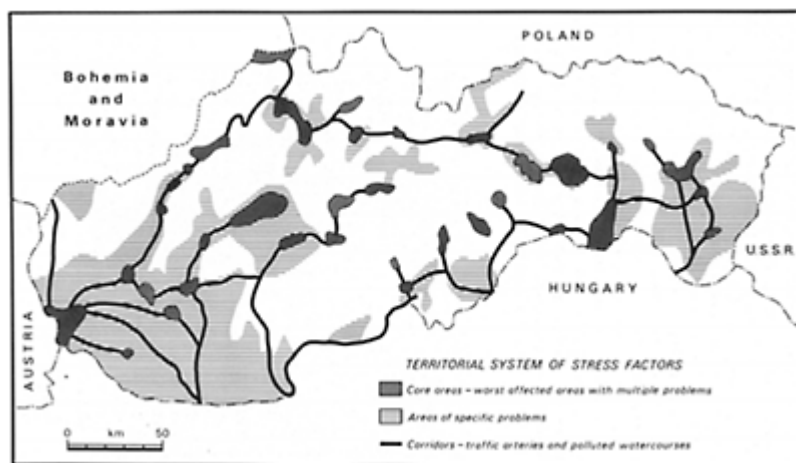 POLAND
Bohemia
and
Moravia
U.S.S.R.
HUNGARY
AUSTRIA
TERRITORIAL SYSTEM OF STRESS FACTORS
Core areas – worst affected areas with multiple problems
Areas of specific problems
Corridors – traffic arteries and polluted watercourses
0 km 50